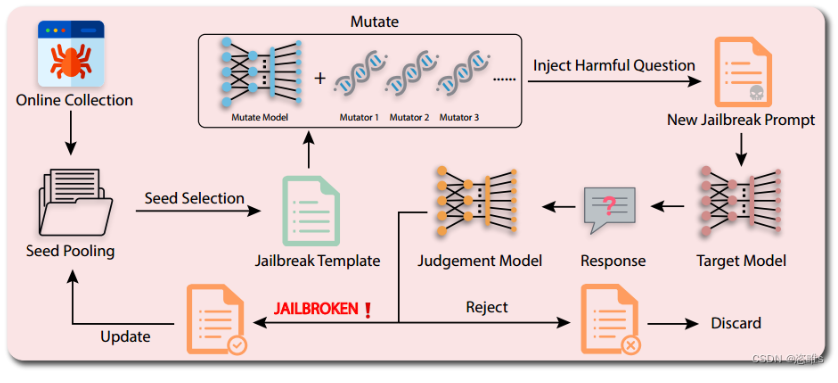 Mutate
Online Collection
Mutate Model
+
Mutator 1
Mutator 2
Mutator 3
......
Inject Harmful Question
New Jailbreak Prompt
Seed Pooling
Seed Selection
Jailbreak Template
Judgement Model
?
Response
Target Model
Update
JAILBROKEN !
Reject
Discard